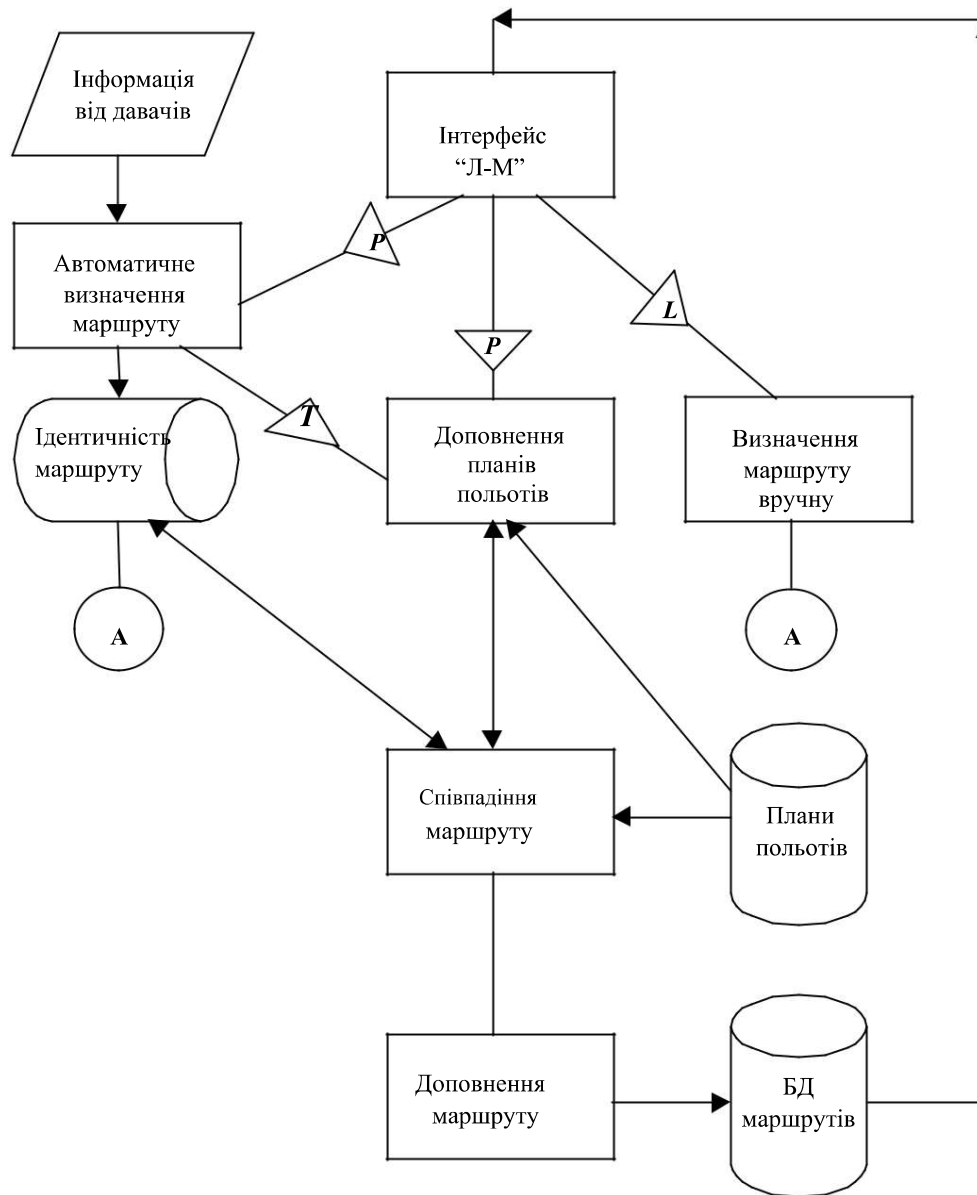 Інформація
від давачів
Інтерфейс
“Л-М”
P
Автоматичне
визначення
маршруту
L
P
T
Ідентичність
маршруту
Доповнення
планів
польотів
Визначення
маршруту
вручну
А
А
Співпадіння
маршруту
Плани
польотів
Доповнення
маршруту
БД
маршрутів